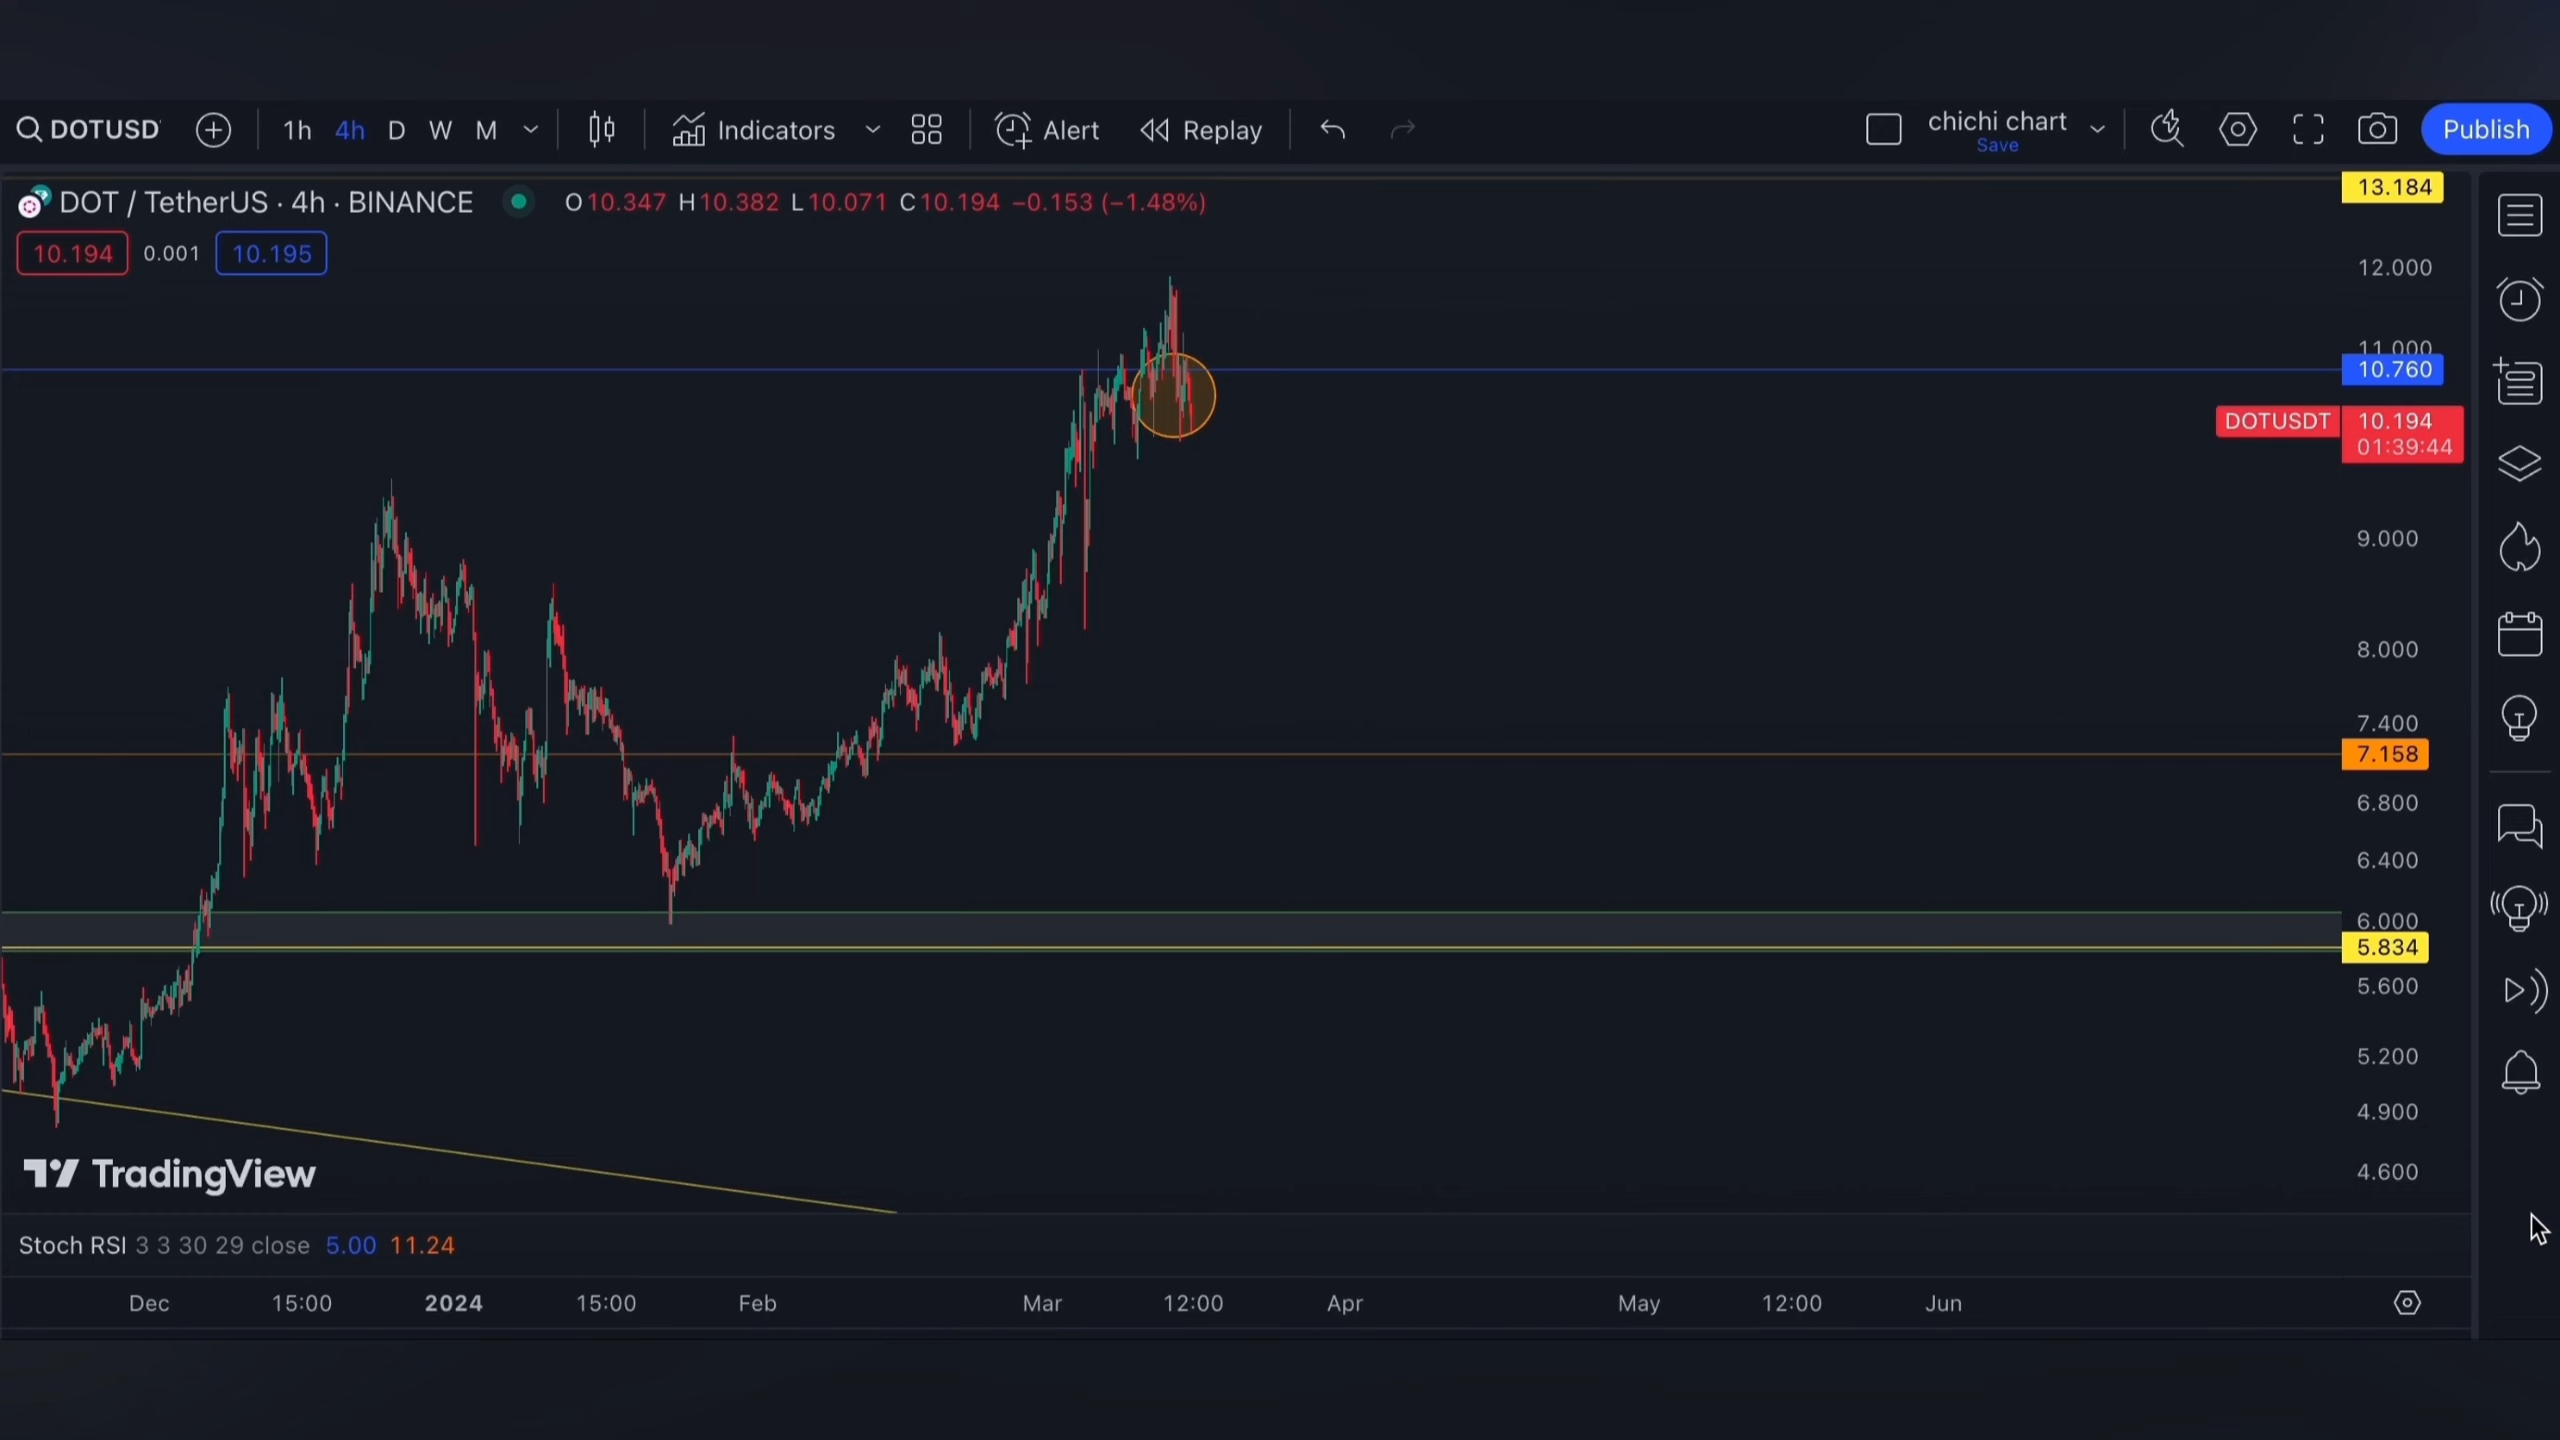 DOTUSD
1h 4h D W M Indicators Alert Replay chichi chart Publish
Save
DOT / TetherUS · 4h · BINANCE O10.347 H10.382 L10.071 C10.194 −0.153 (−1.48%)
10.194 0.001 10.195
13.184
12.000
11.000
10.760
DOTUSDT 10.194
01:39:44
9.000
8.000
7.400
7.158
6.800
6.400
6.000
5.834
5.600
5.200
4.900
4.600
TradingView
Stoch RSI 3 3 30 29 close 5.00 11.24
Dec 15:00 2024 15:00 Feb Mar 12:00 Apr May 12:00 Jun